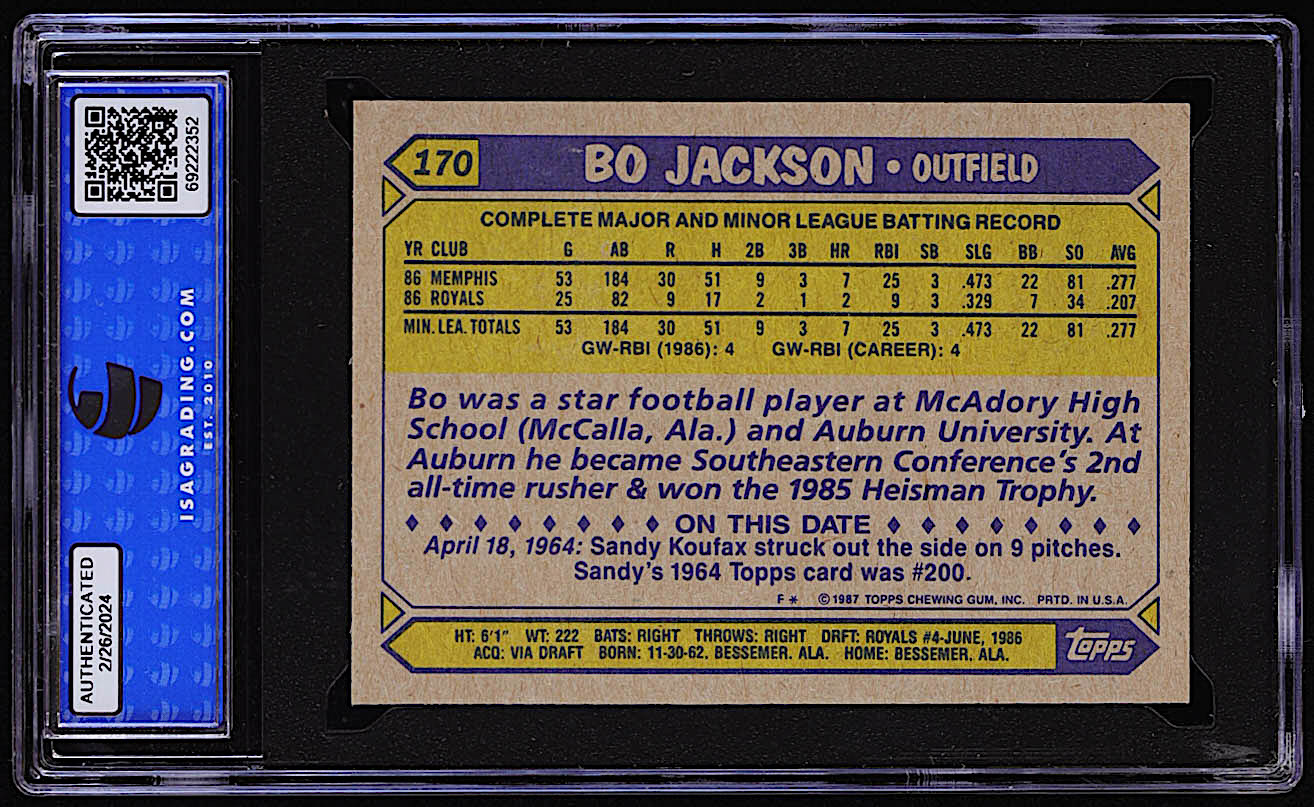 69222352
ISAGRADING.COM
EST. 2010
AUTHENTICATED
2/26/2024
170 BO JACKSON • OUTFIELD
COMPLETE MAJOR AND MINOR LEAGUE BATTING RECORD
YR CLUB G AB R H 2B 3B HR RBI SB SLG BB SO AVG
86 MEMPHIS 53 184 30 51 9 3 7 25 3 .473 22 81 .277
86 ROYALS 25 82 9 17 2 1 2 9 3 .329 7 34 .207
MIN. LEA. TOTALS 53 184 30 51 9 3 7 25 3 .473 22 81 .277
GW-RBI (1986): 4 GW-RBI (CAREER): 4
Bo was a star football player at McAdory High
School (McCalla, Ala.) and Auburn University. At
Auburn he became Southeastern Conference's 2nd
all-time rusher & won the 1985 Heisman Trophy.
♦ ♦ ♦ ♦ ♦ ♦ ♦ ♦ ON THIS DATE ♦ ♦ ♦ ♦ ♦ ♦ ♦ ♦
April 18, 1964: Sandy Koufax struck out the side on 9 pitches.
Sandy's 1964 Topps card was #200.
F * © 1987 TOPPS CHEWING GUM, INC. PRTD. IN U.S.A.
HT: 6'1" WT: 222 BATS: RIGHT THROWS: RIGHT DRFT: ROYALS #4-JUNE, 1986
ACQ: VIA DRAFT BORN: 11-30-62, BESSEMER, ALA. HOME: BESSEMER, ALA.
topps